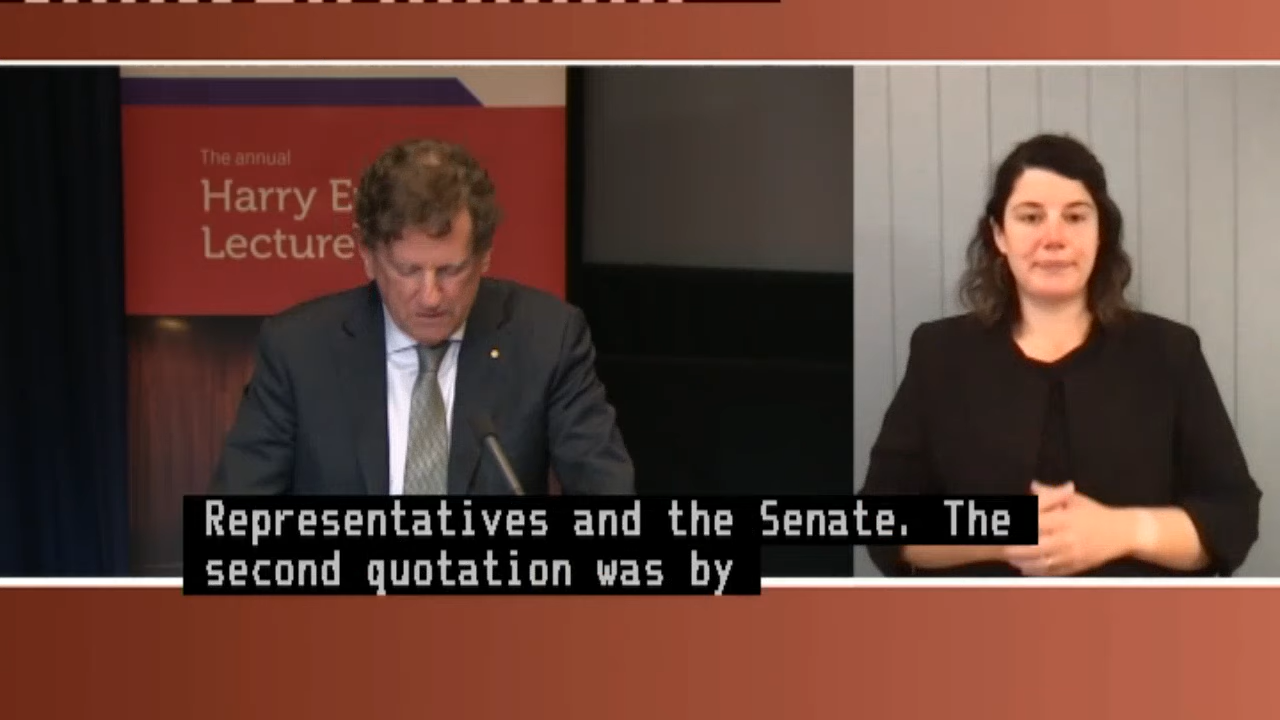 The annual
Harry E
Lecture
Representatives and the Senate. The
second quotation was by